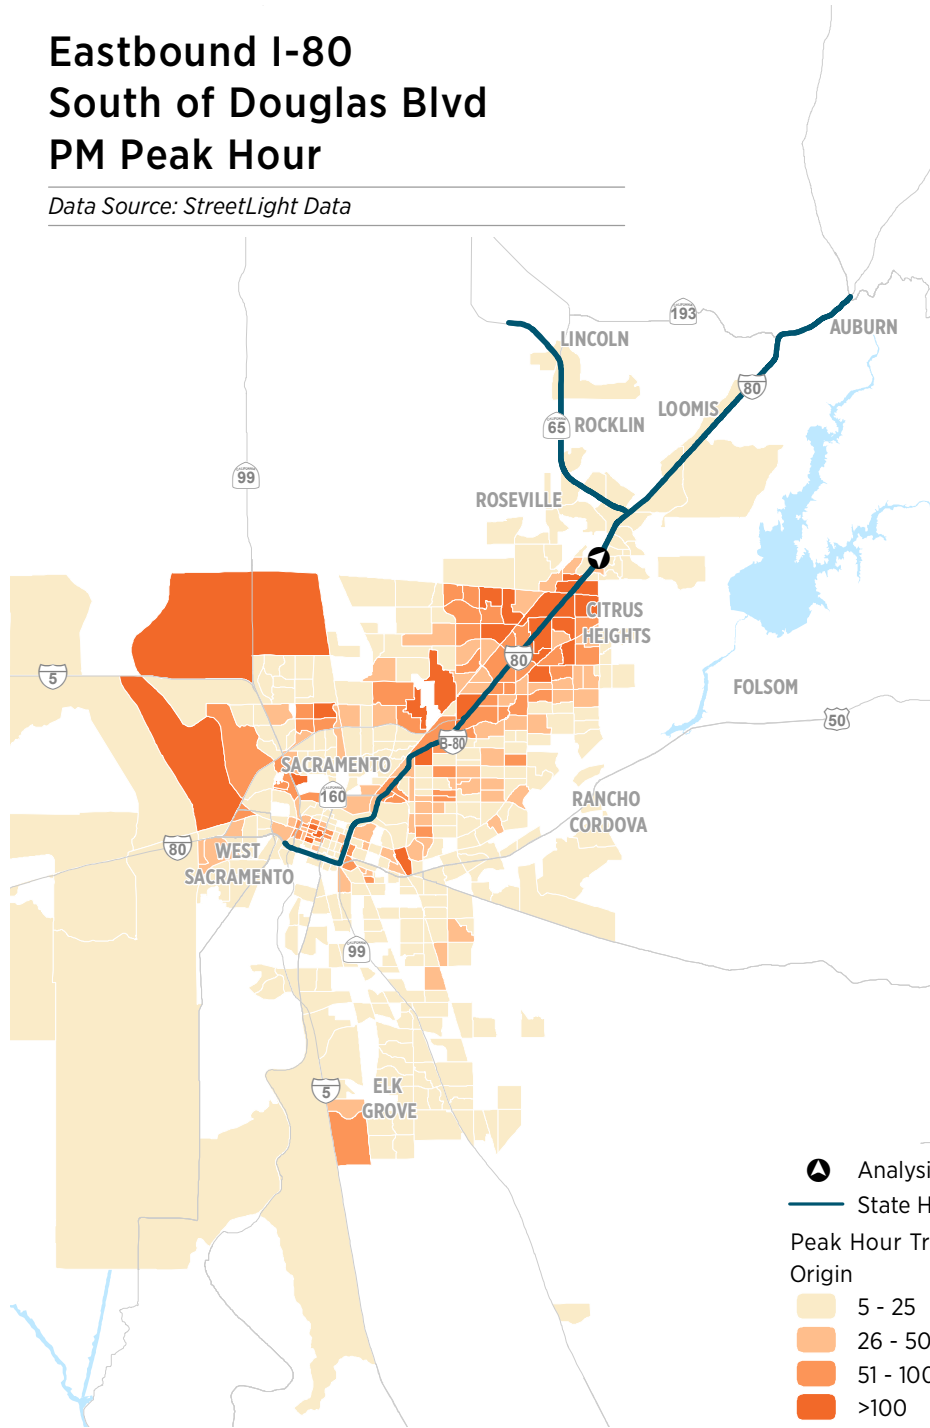 Eastbound I-80
South of Douglas Blvd
PM Peak Hour
Data Source: StreetLight Data
193
AUBURN
LINCOLN
80
LOOMIS
65
ROCKLIN
99
ROSEVILLE
CITRUS
HEIGHTS
80
5
FOLSOM
50
B-80
SACRAMENTO
160
RANCHO
CORDOVA
80
WEST
SACRAMENTO
99
5
ELK
GROVE
Analysi
State H
Peak Hour Tr
Origin
5 - 25
26 - 50
51 - 100
>100